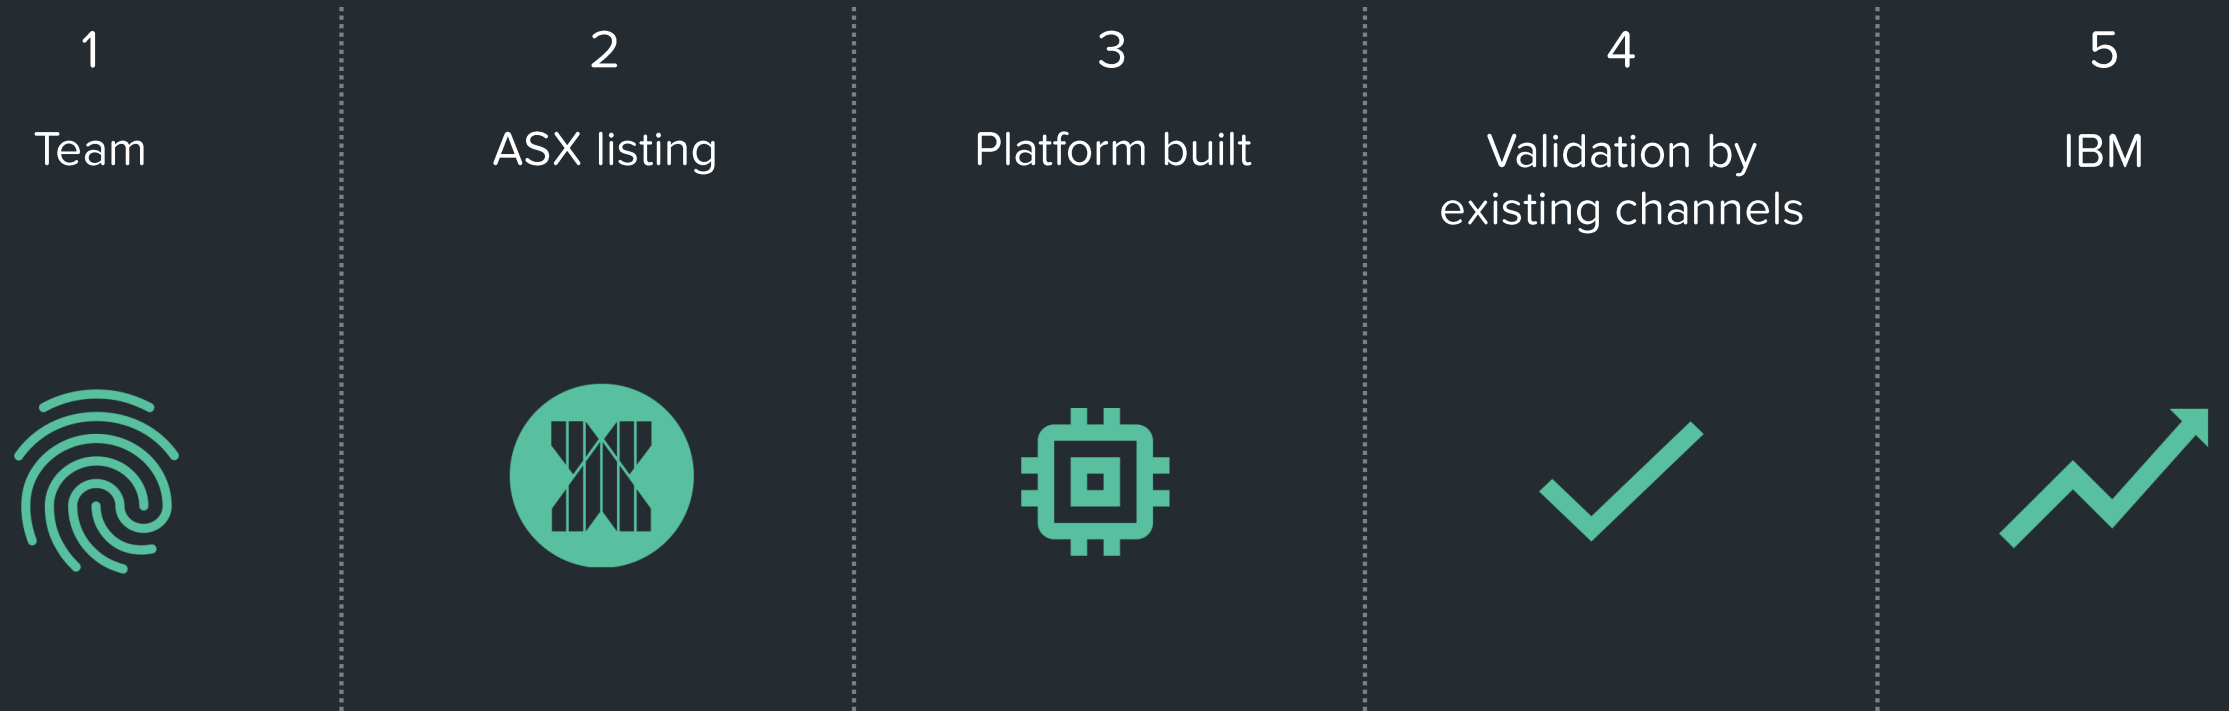 1
Team
2
ASX listing
3
Platform built
4
Validation by
existing channels
5
IBM